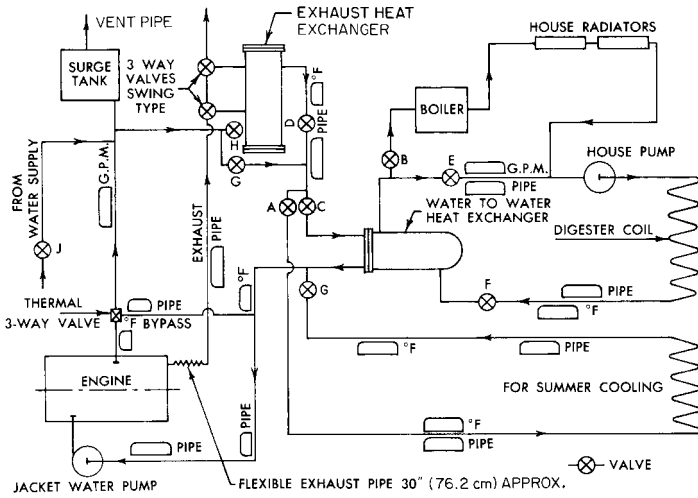 VENT PIPE
EXHAUST HEAT
EXCHANGER
HOUSE RADIATORS
SURGE
TANK
3 WAY
VALVES
SWING
TYPE
°F
PIPE
BOILER
D
H
G
B
E
G.P.M.
PIPE
HOUSE PUMP
FROM
WATER SUPPLY
G.P.M.
J
EXHAUST
PIPE
A
C
WATER TO WATER
HEAT EXCHANGER
DIGESTER COIL
°F
G
F
PIPE
°F
THERMAL
3-WAY VALVE
PIPE
°F BYPASS
°F
PIPE
ENGINE
FOR SUMMER COOLING
PIPE
°F
PIPE
PIPE
JACKET WATER PUMP
FLEXIBLE EXHAUST PIPE 30" (76.2 cm) APPROX.
VALVE